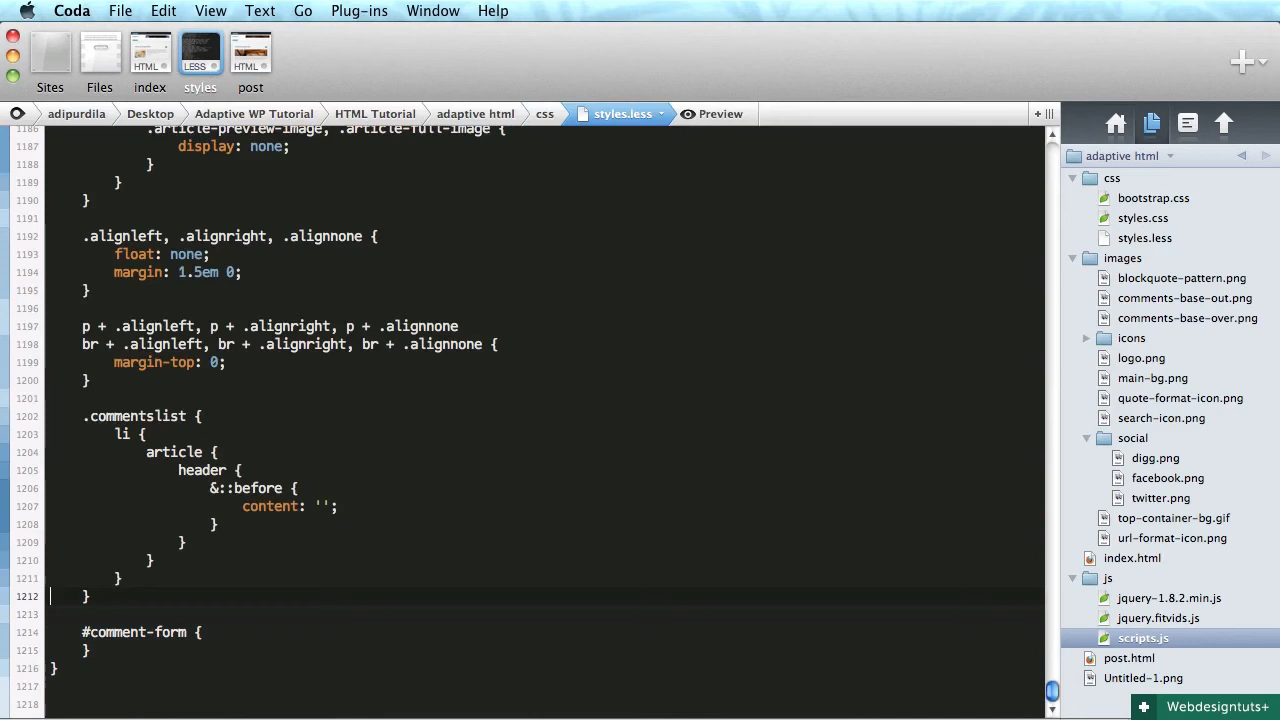 Coda File Edit View Text Go Plug-ins Window Help
HTML LESS HTML
Sites Files index styles post
adipurdila Desktop Adaptive WP Tutorial HTML Tutorial adaptive html css styles.less Preview
1186 .article-preview-image, .article-full-image {
1187 display: none;
1188 }
1189 }
1190 }
1191
1192 .alignleft, .alignright, .alignnone {
1193 float: none;
1194 margin: 1.5em 0;
1195 }
1196
1197 p + .alignleft, p + .alignright, p + .alignnone
1198 br + .alignleft, br + .alignright, br + .alignnone {
1199 margin-top: 0;
1200 }
1201
1202 .commentslist {
1203 li {
1204 article {
1205 header {
1206 &::before {
1207 content: '';
1208 }
1209 }
1210 }
1211 }
1212 }
1213
1214 #comment-form {
1215 }
1216 }
1217
1218
adaptive html
css
bootstrap.css
styles.css
styles.less
images
blockquote-pattern.png
comments-base-out.png
comments-base-over.png
icons
logo.png
main-bg.png
quote-format-icon.png
search-icon.png
social
digg.png
facebook.png
twitter.png
top-container-bg.gif
url-format-icon.png
index.html
js
jquery-1.8.2.min.js
jquery.fitvids.js
scripts.js
post.html
Untitled-1.png
Webdesigntuts+